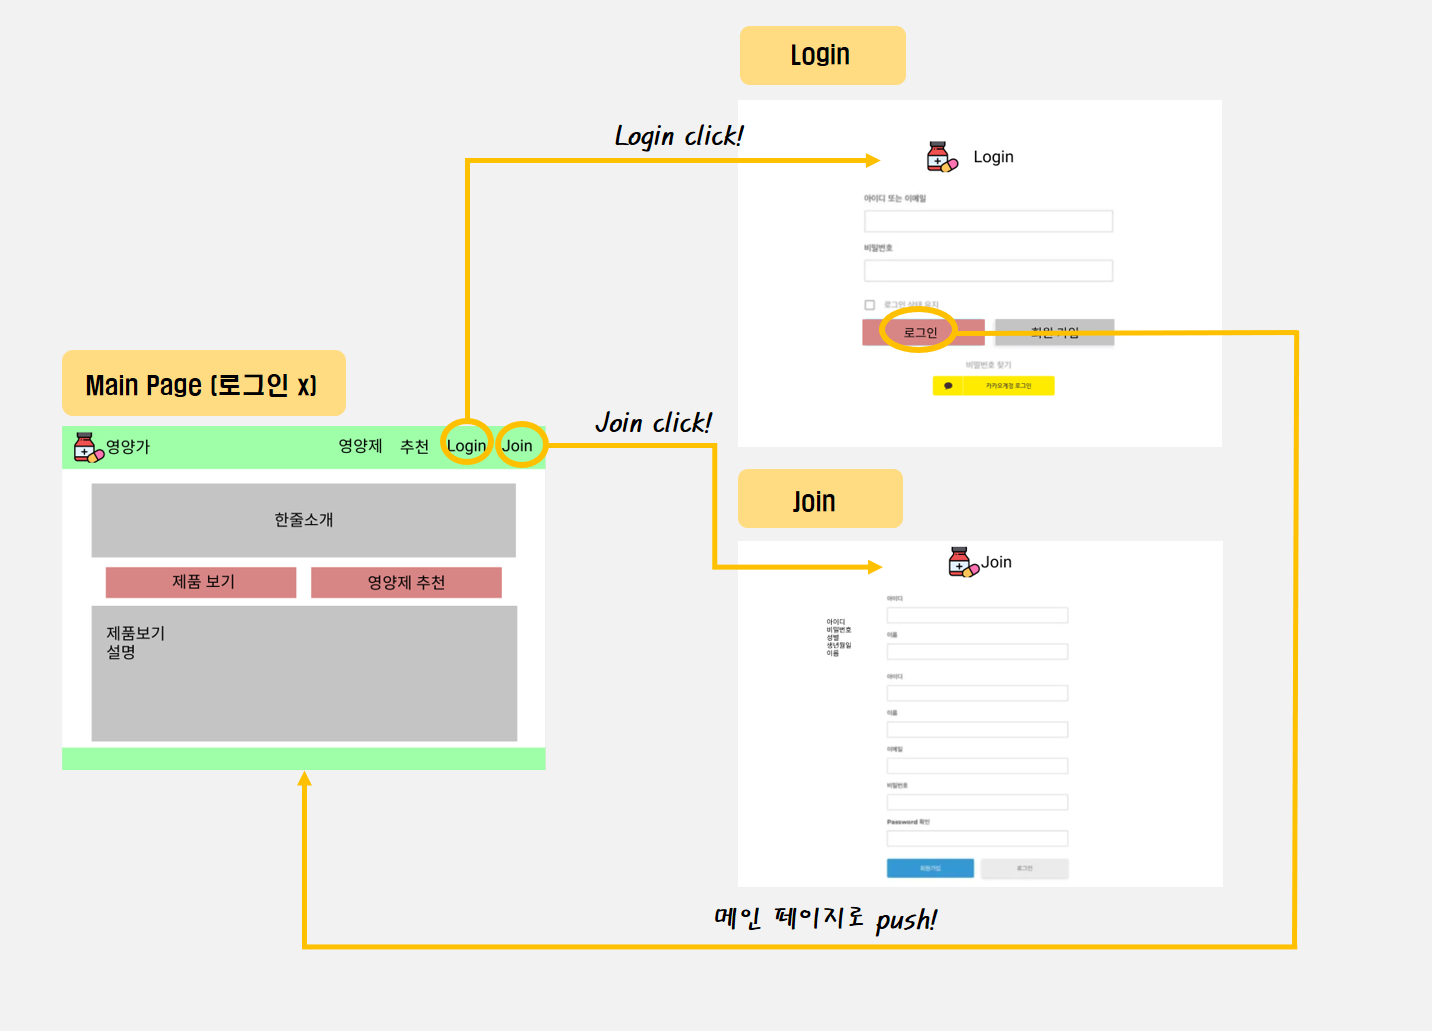 Login
Login click!
Login
아이디 또는 이메일
비밀번호
로그인 상태 유지
로그인
회원 가입
비밀번호 찾기
카카오계정 로그인
Main Page (로그인 x)
영양가
영양제
추천
Login
Join
한줄소개
제품 보기
영양제 추천
제품보기
설명
Join click!
Join
Join
아이디
비밀번호
성별
생년월일
이름
아이디
이름
아이디
이름
이메일
비밀번호
Password 확인
회원가입
로그인
메인 페이지로 push!